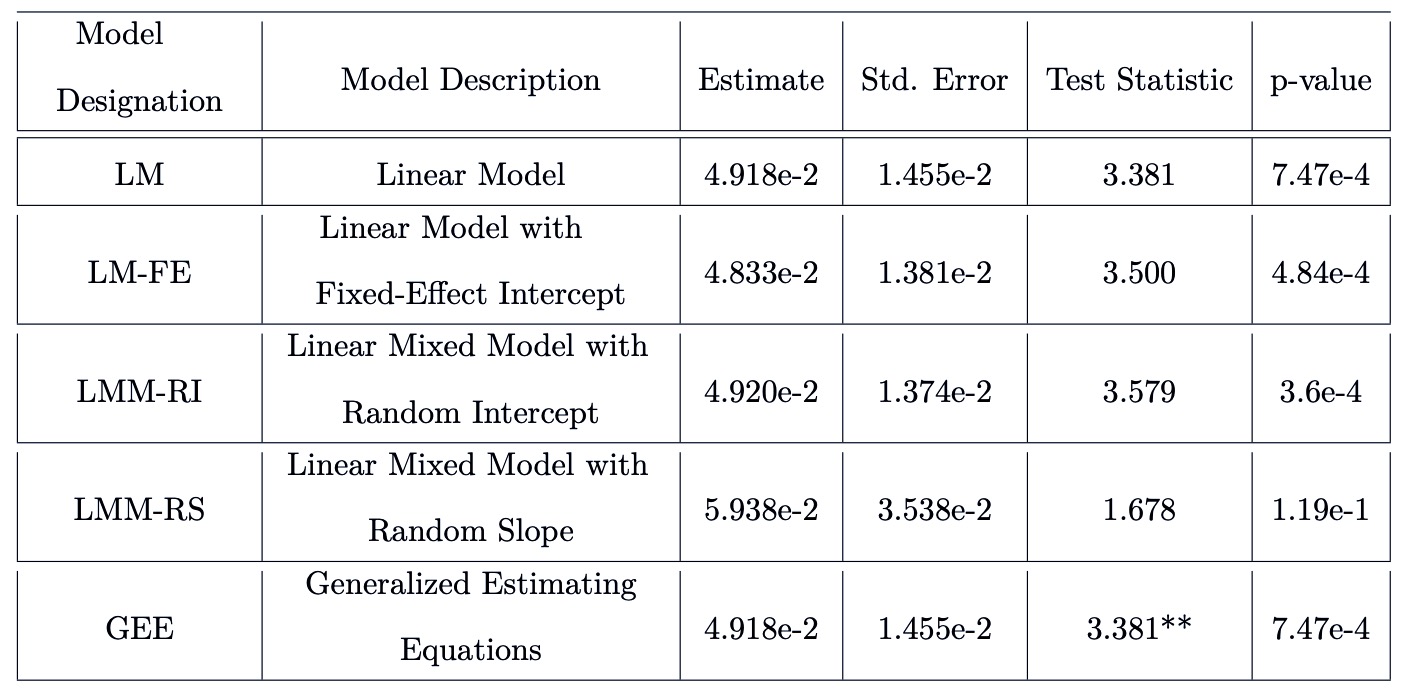 Model Designation Model Description Estimate Std. Error Test Statistic p-value
LM Linear Model 4.918e-2 1.455e-2 3.381 7.47e-4
LM-FE Linear Model with Fixed-Effect Intercept 4.833e-2 1.381e-2 3.500 4.84e-4
LMM-RI Linear Mixed Model with Random Intercept 4.920e-2 1.374e-2 3.579 3.6e-4
LMM-RS Linear Mixed Model with Random Slope 5.938e-2 3.538e-2 1.678 1.19e-1
GEE Generalized Estimating Equations 4.918e-2 1.455e-2 3.381** 7.47e-4